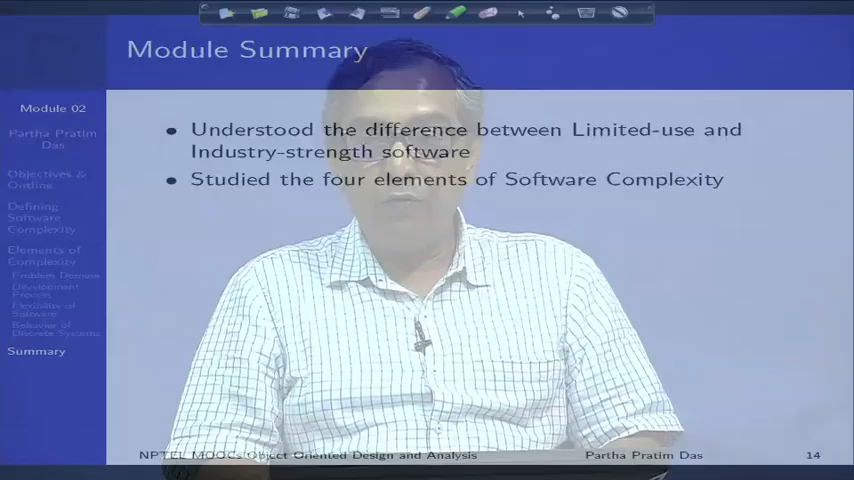 Module Summary
Module 02
Partha Pratim
Das
Objectives &
Outline
Defining
Software
Complexity
Elements of
Complexity
Problem Domain
Development
Process
Flexibility of
Software
Behavior of
Discrete Systems
Summary
• Understood the difference between Limited-use and
Industry-strength software
• Studied the four elements of Software Complexity
NPTEL MOOCs Object Oriented Design and Analysis
Partha Pratim Das
14